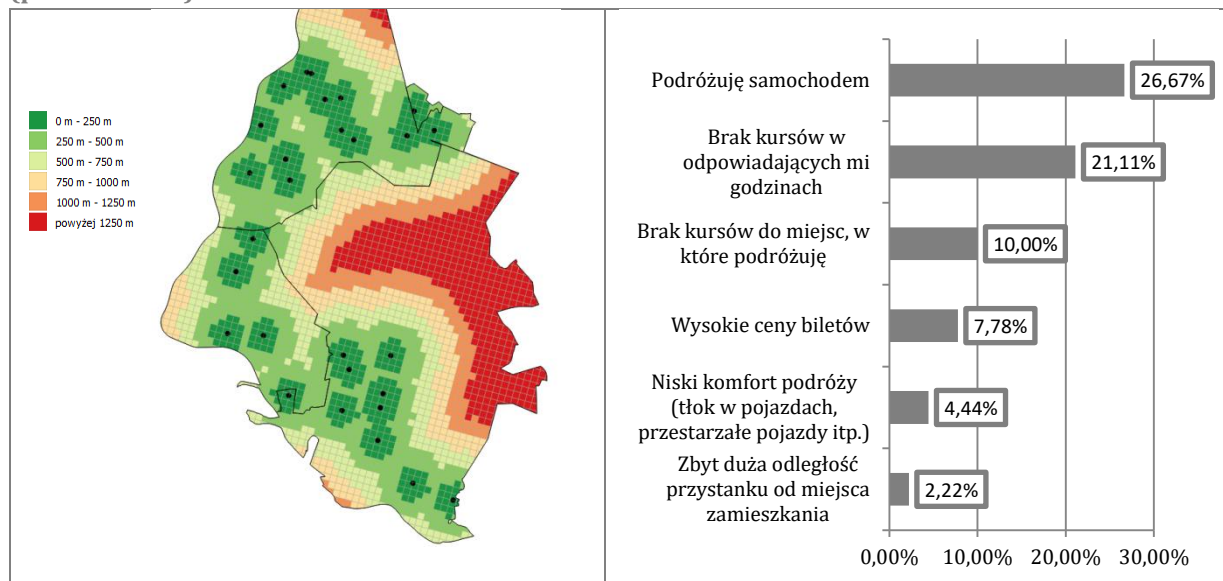 0 m - 250 m
250 m - 500 m
500 m - 750 m
750 m - 1000 m
1000 m - 1250 m
powyżej 1250 m
Podróżuję samochodem
26,67%
Brak kursów w
odpowiadających mi
godzinach
21,11%
Brak kursów do miejsc, w
które podróżuję
10,00%
Wysokie ceny biletów
7,78%
Niski komfort podróży
(tłok w pojazdach,
przestarzałe pojazdy itp.)
4,44%
Zbyt duża odległość
przystanku od miejsca
zamieszkania
2,22%
0,00% 10,00% 20,00% 30,00%